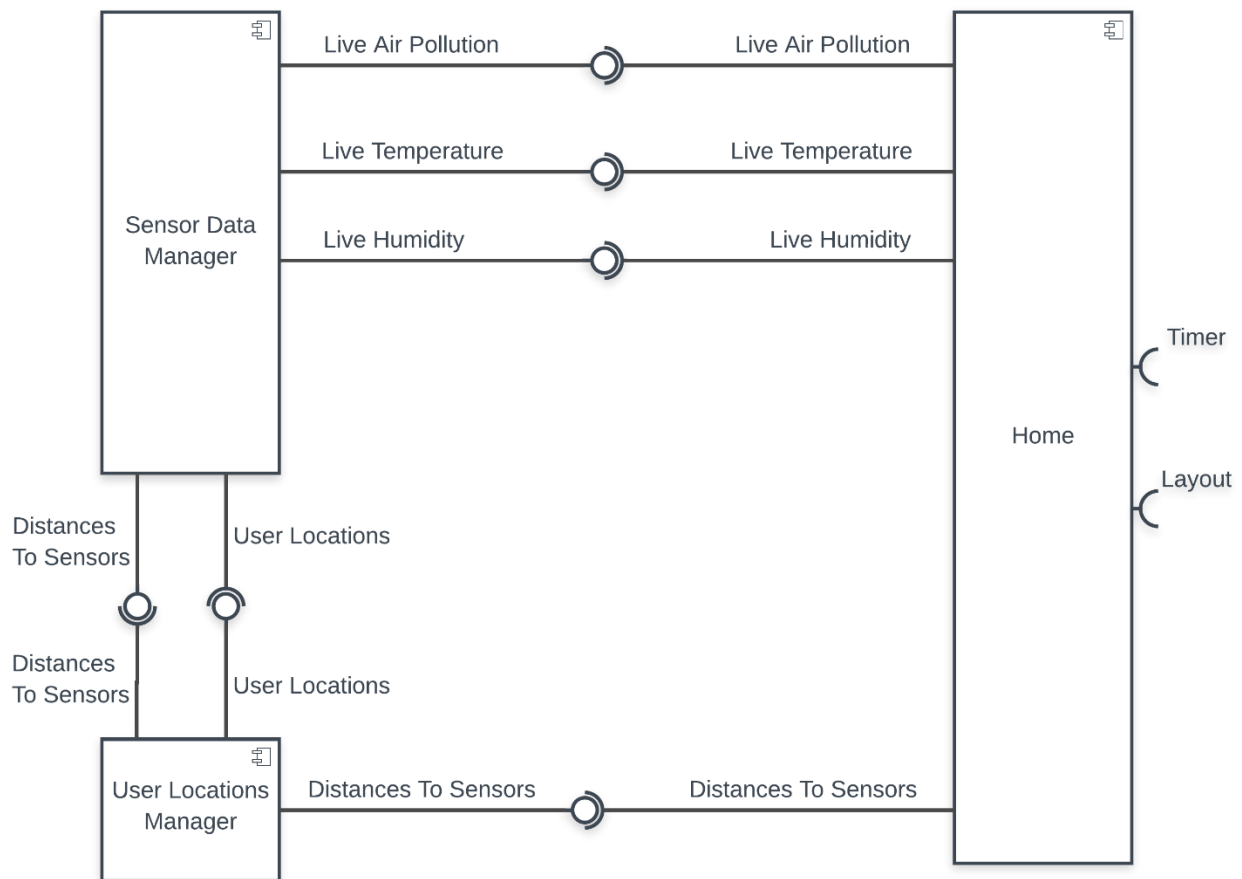 Live Air Pollution
Live Air Pollution
Live Temperature
Live Temperature
Sensor Data
Manager
Live Humidity
Live Humidity
Timer
Home
Layout
Distances
To Sensors
User Locations
Distances
To Sensors
User Locations
User Locations
Manager
Distances To Sensors
Distances To Sensors